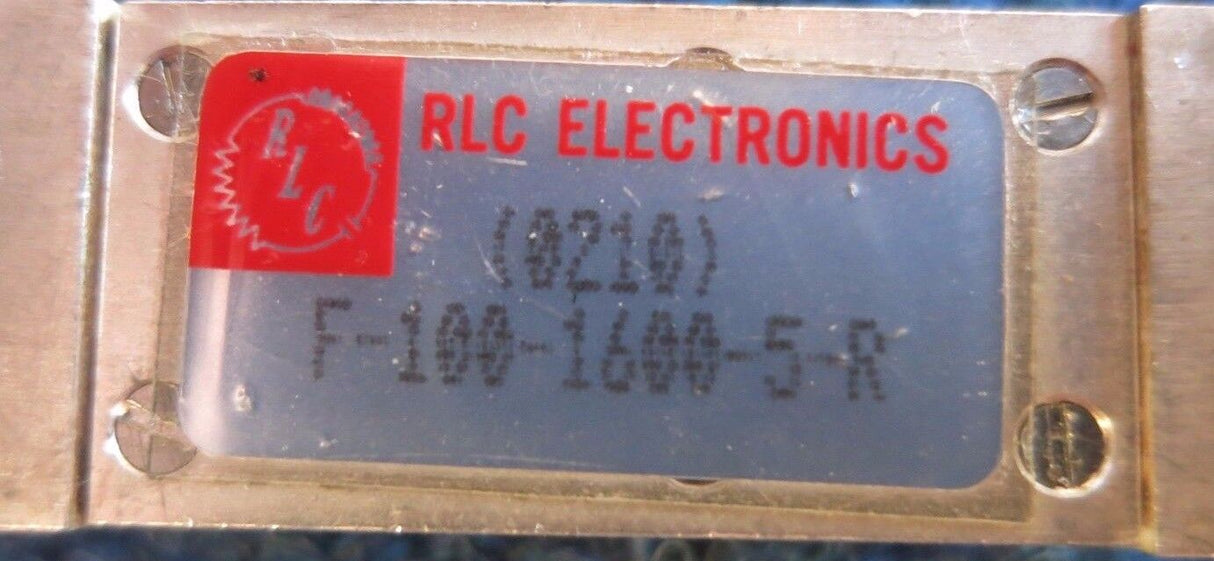 RLC ELECTRONICS
RLC
(0210)
F-100-1600-5-R